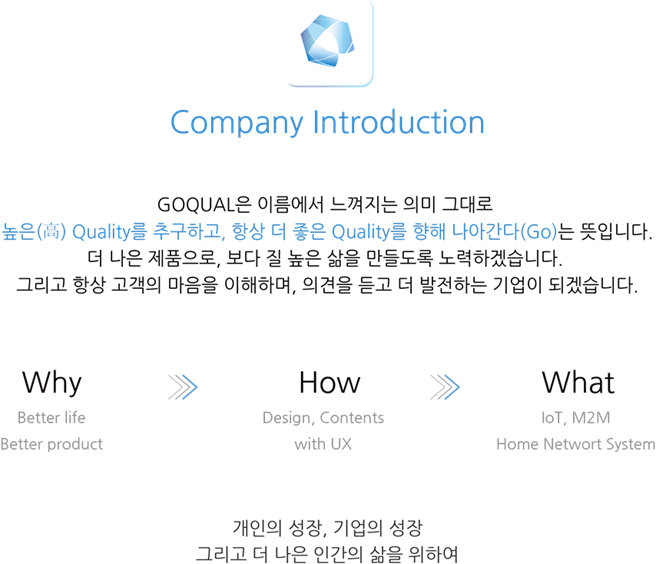 Company Introduction
GOQUAL은 이름에서 느껴지는 의미 그대로
높은(高) Quality를 추구하고, 항상 더 좋은 Quality를 향해 나아간다(Go)는 뜻입니다.
더 나은 제품으로, 보다 질 높은 삶을 만들도록 노력하겠습니다.
그리고 항상 고객의 마음을 이해하며, 의견을 듣고 더 발전하는 기업이 되겠습니다.
Why
How
What
Better life
Design, Contents
IoT, M2M
Better product
with UX
Home Networt System
개인의 성장, 기업의 성장
그리고 더 나은 인간의 삶을 위하여